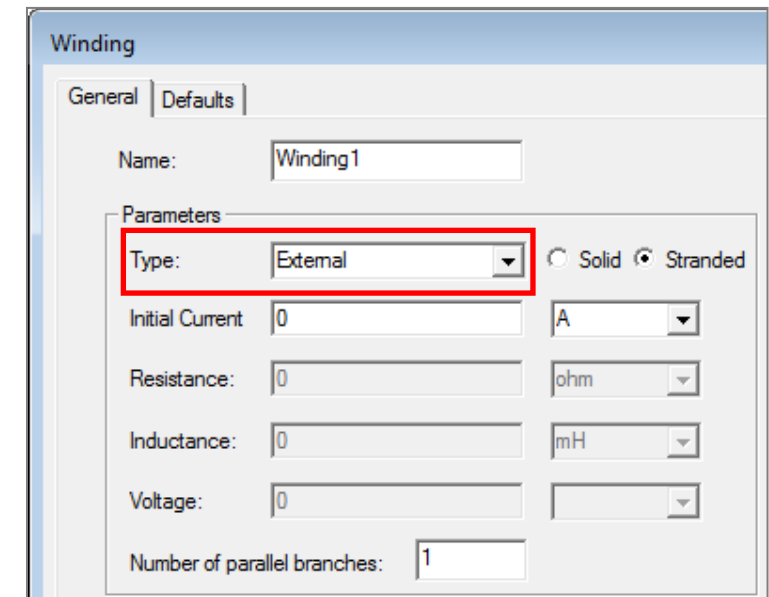 Winding
General Defaults
Name: Winding1
Parameters
Type: External Solid Stranded
Initial Current 0 A
Resistance: 0 ohm
Inductance: 0 mH
Voltage: 0
Number of parallel branches: 1